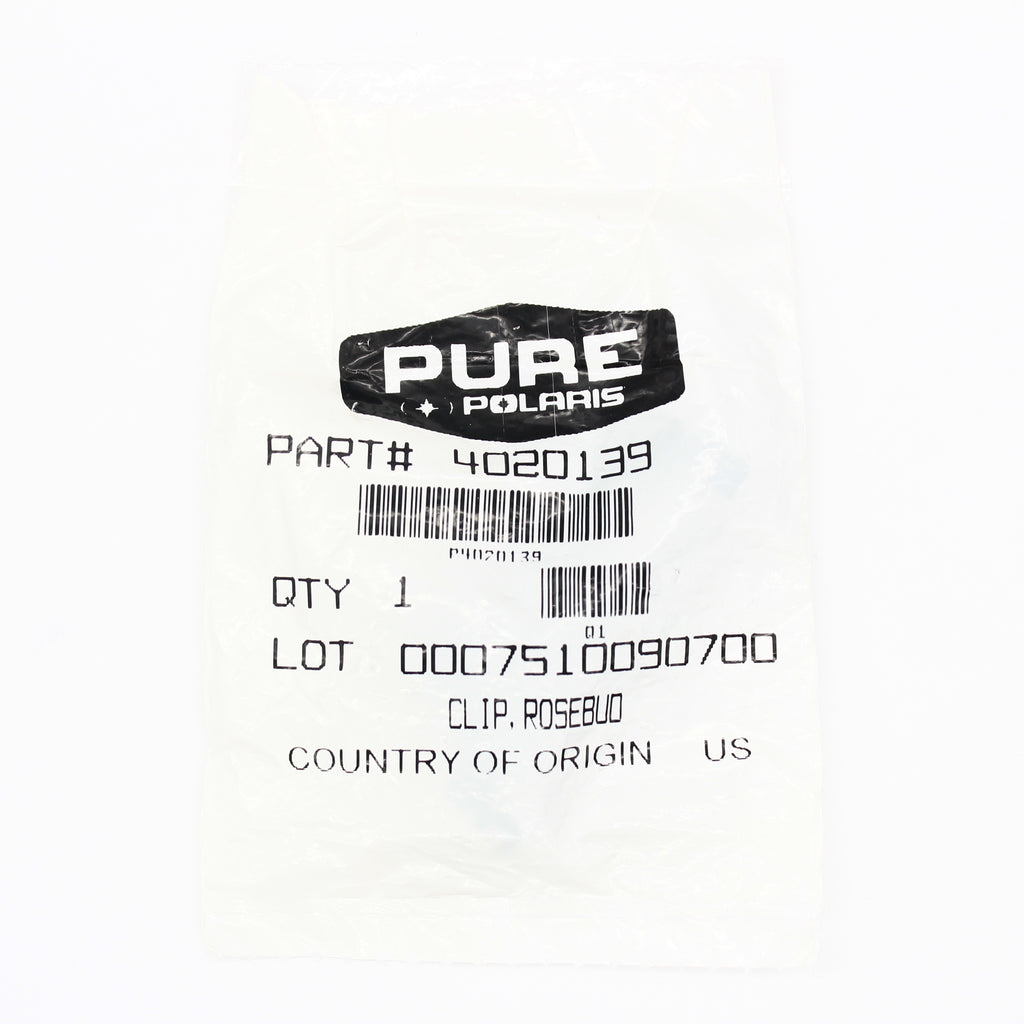 PURE
POLARIS
PART# 4020139
P4020139
QTY 1
01
LOT 0007510090700
CLIP, ROSEBUD
COUNTRY OF ORIGIN US